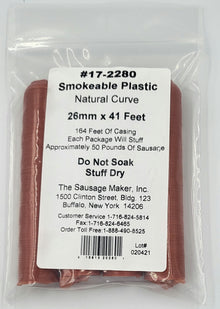 #17-2280
Smokeable Plastic
Natural Curve
26mm x 41 Feet
164 Feet Of Casing
Each Package Will Stuff
Approximately 50 Pounds Of Sausage
Do Not Soak
Stuff Dry
The Sausage Maker, Inc.
1500 Clinton Street, Bldg. 123
Buffalo, New York 14206
Customer Service 1-716-824-5814
Fax 1-716-824-6465
Order Toll Free:1-888-490-8525
Lot#
020421